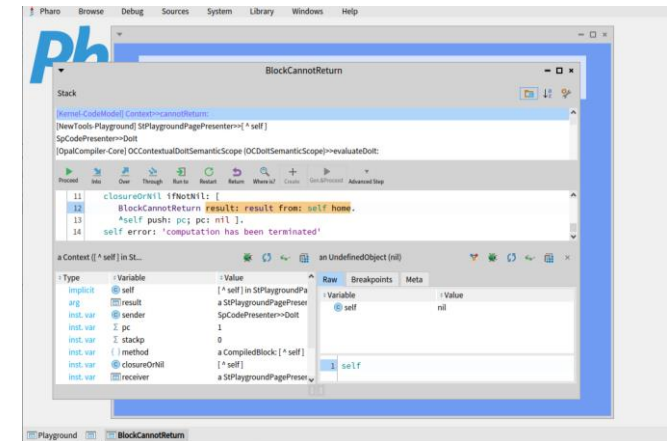 Pharo Browse Debug Sources System Library Windows Help
Ph
BlockCannotReturn
Stack
[Kernel-CodeModel] Context>>cannotReturn:
[NewTools-Playground] StPlaygroundPagePresenter>>[ ^ self ]
SpCodePresenter>>DoIt
[OpalCompiler-Core] OCContextualDoItSemanticScope (OCDoItSemanticScope)>>evaluateDoIt:
Proceed Into Over Through Run to Restart Return Where is? Create Advanced Step
11 closureOrNil ifNotNil: [
12 BlockCannotReturn result: result from: self home.
13 ^self push: pc; pc: nil ].
14 self error: 'computation has been terminated'
a Context ([ ^ self ] in St... an UndefinedObject (nil)
Type Variable Value Raw Breakpoints Meta
implicit self [ ^ self ] in StPlaygroundPa Variable Value
arg result a StPlaygroundPagePreser self nil
inst. var sender SpCodePresenter>>DoIt
inst. var pc 1
inst. var stackp 0
inst. var method a CompiledBlock: [ ^ self ]
inst. var closureOrNil [ ^ self ] 1 self
inst. var receiver a StPlaygroundPagePreser
Playground BlockCannotReturn